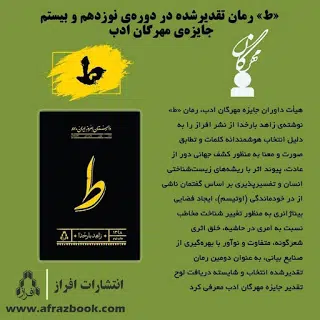 «ط» رمان تقدیرشده در دوره‌ی نوزدهم و بیستم
جایزه‌ی مهرگان ادب
مهرگان
هیأت داوران جایزه مهرگان ادب، رمان «ط»
نوشته‌ی زاهد بارخدا از نشر افراز را به
دلیل انتخاب هوشمندانه کلمات و تطابق
صورت و معنا به منظور کشف جهانی دور از
عادت، پیوند اثر با ریشه‌های زیست‌شناختی
انسان و تفسیرپذیری بر اساس گفتمان ناشی
از در خودماندگی (اوتیسم)، ایجاد فضایی
بیناژانری به منظور تغییر شناخت مخاطب
نسبت به امری در حاشیه، خلق اثری
شعرگونه، متفاوت و نوآور با بهره‌گیری از
صنایع بیانی، به عنوان دومین رمان
تقدیرشده انتخاب و شایسته دریافت لوح
تقدیر جایزه مهرگان ادب معرفی کرد
ط
ط
زاهد بارخدا
انتشارات افراز
www.afrazbook.com